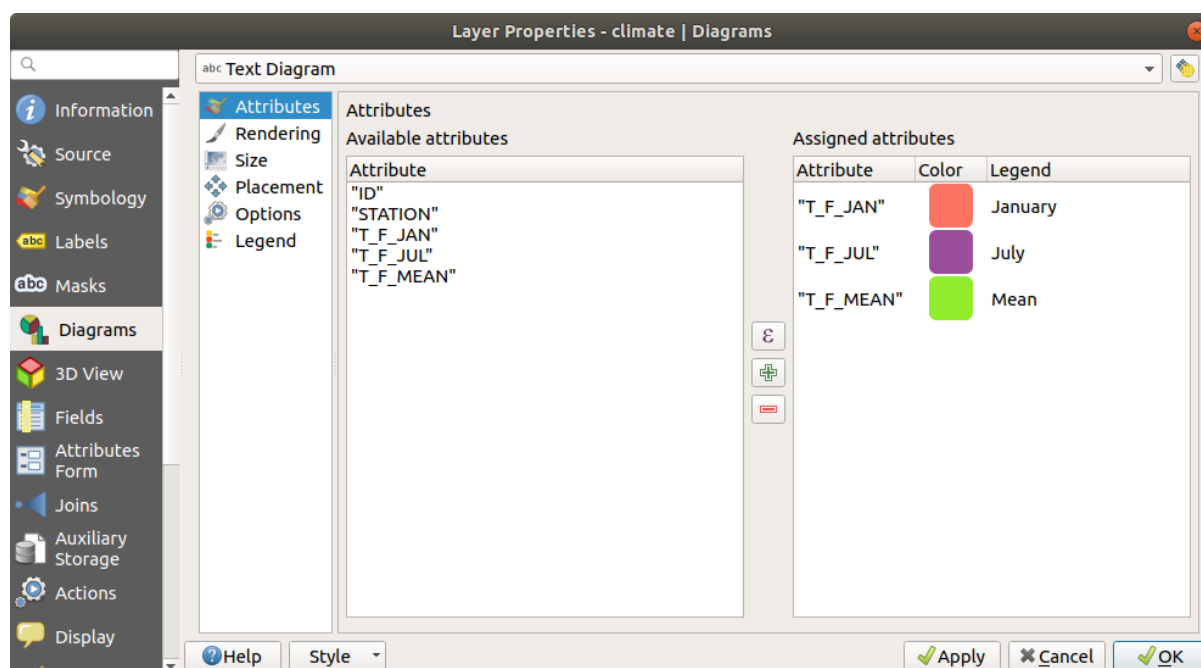 Layer Properties - climate | Diagrams
abc Text Diagram
Information
Source
Symbology
abc Labels
abc Masks
Diagrams
3D View
Fields
Attributes
Form
Joins
Auxiliary
Storage
Actions
Display
Attributes
Rendering
Size
Placement
Options
Legend
Attributes
Available attributes
Attribute
"ID"
"STATION"
"T_F_JAN"
"T_F_JUL"
"T_F_MEAN"
ε
Assigned attributes
Attribute Color Legend
"T_F_JAN" January
"T_F_JUL" July
"T_F_MEAN" Mean
Help Style Apply Cancel OK